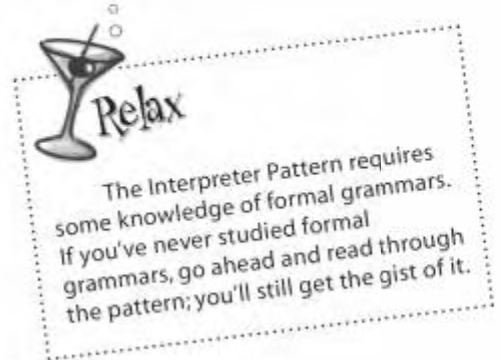 Relax
The Interpreter Pattern requires
some knowledge of formal grammars.
If you've never studied formal
grammars, go ahead and read through
the pattern; you'll still get the gist of it.